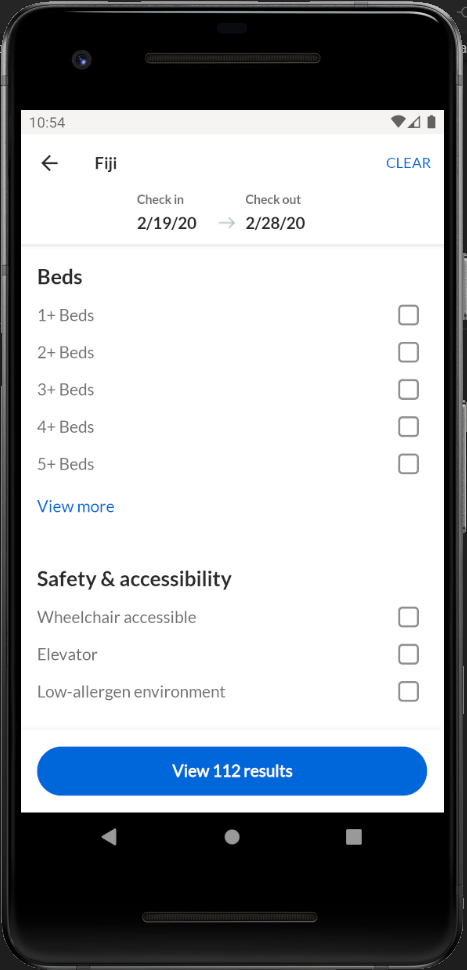 10:54
Fiji
CLEAR
Check in
Check out
2/19/20
2/28/20
Beds
1+ Beds
2+ Beds
3+ Beds
4+ Beds
5+ Beds
View more
Safety & accessibility
Wheelchair accessible
Elevator
Low-allergen environment
View 112 results